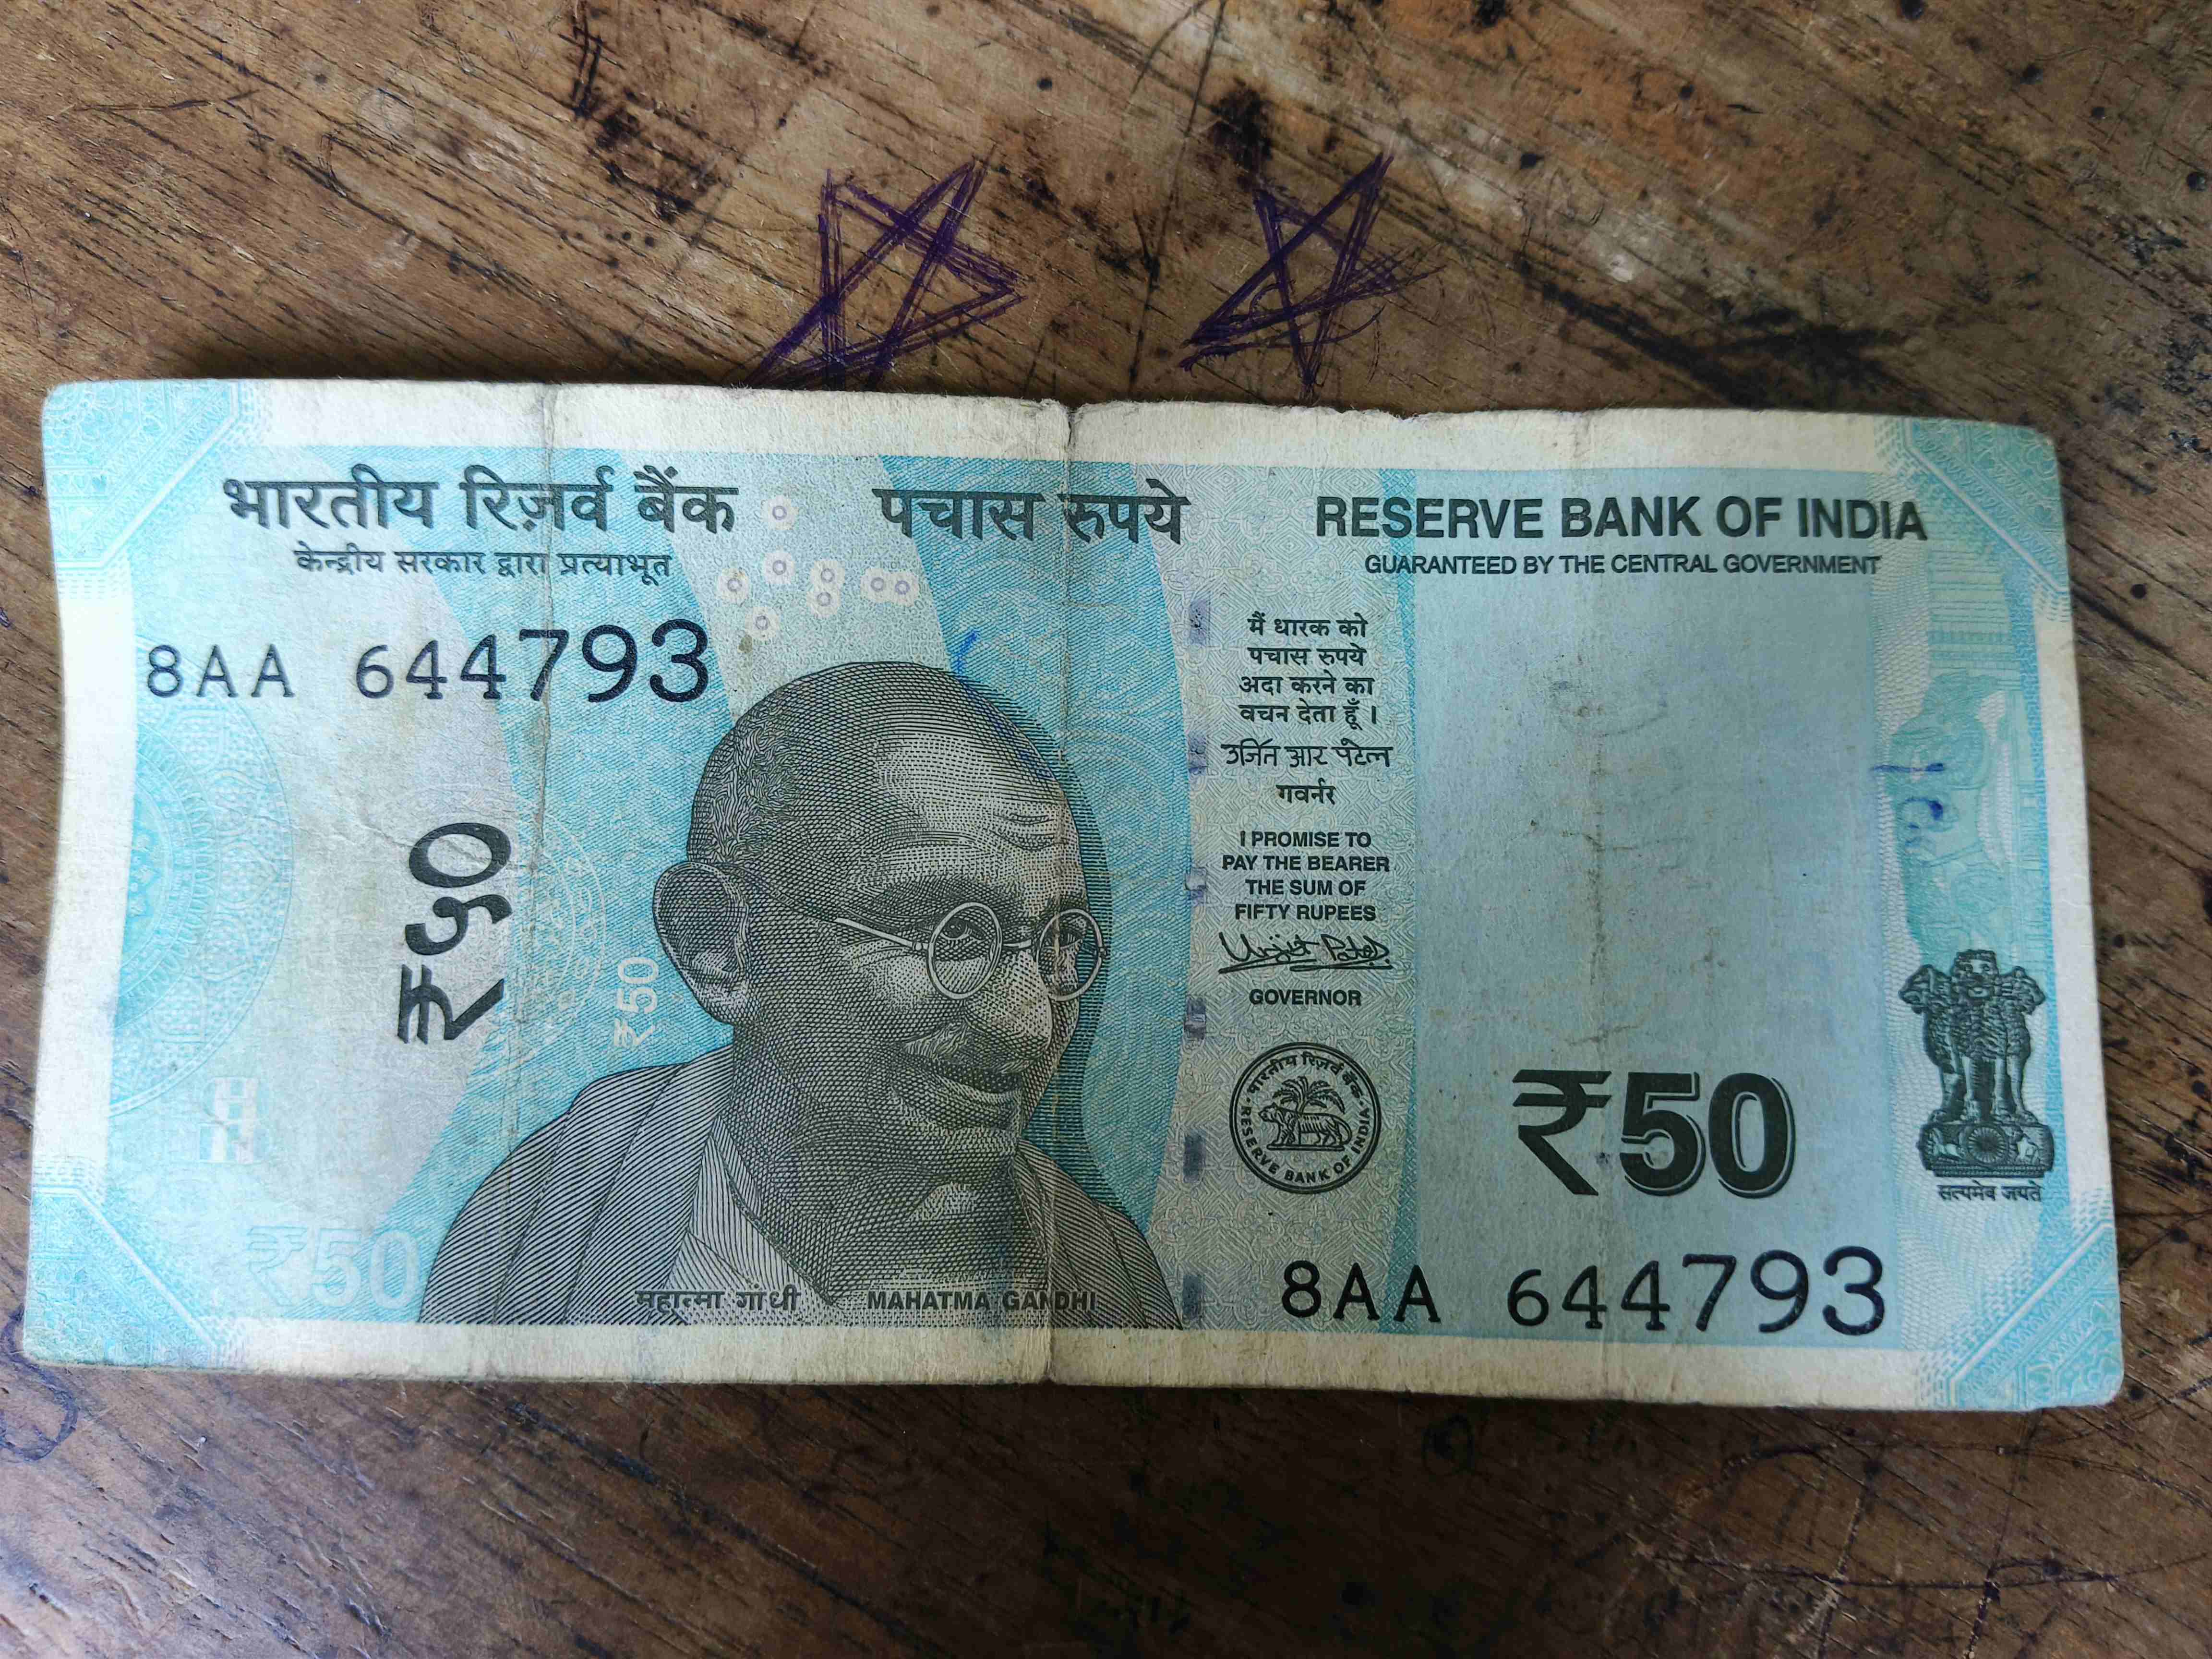 भारतीय रिज़र्व बैंक
केन्द्रीय सरकार द्वारा प्रत्याभूत
पचास रुपये
RESERVE BANK OF INDIA
GUARANTEED BY THE CENTRAL GOVERNMENT
8AA 644793
मैं धारक को
पचास रुपये
अदा करने का
वचन देता हूँ ।
उर्जित आर पटेल
गवर्नर
I PROMISE TO
PAY THE BEARER
THE SUM OF
FIFTY RUPEES
Urjit Patel
GOVERNOR
₹५०
₹50
भारतीय रिज़र्व बैंक
RESERVE BANK OF INDIA
₹50
सत्यमेव जयते
₹50
महात्मा गांधी
MAHATMA GANDHI
8AA 644793